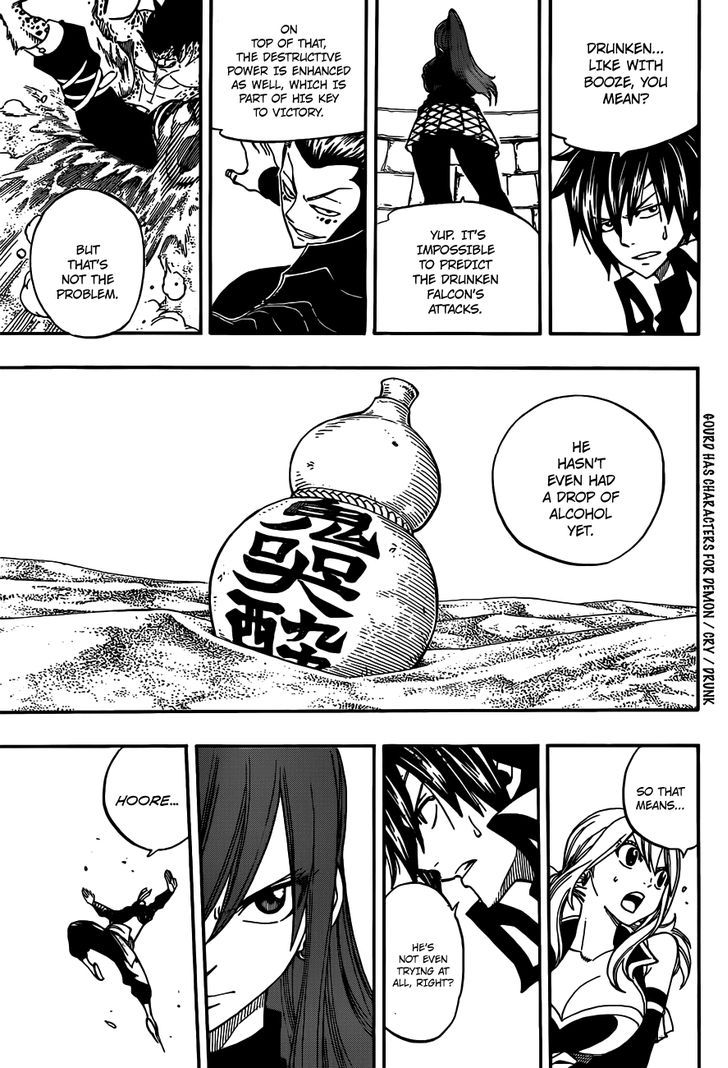 DRUNKEN...
LIKE WITH
BOOZE, YOU
MEAN?
YUP. IT'S
IMPOSSIBLE
TO PREDICT
THE DRUNKEN
FALCON'S
ATTACKS.
ON
TOP OF THAT,
THE DESTRUCTIVE
POWER IS ENHANCED
AS WELL, WHICH IS
PART OF HIS KEY
TO VICTORY.
BUT
THAT'S
NOT THE
PROBLEM.
HE
HASN'T
EVEN HAD
A DROP OF
ALCOHOL
YET.
鬼
哭
酔
GOURD HAS CHARACTERS FOR DEMON / CRY / DRUNK
SO THAT
MEANS...
HE'S
NOT EVEN
TRYING AT
ALL, RIGHT?
HOORE...